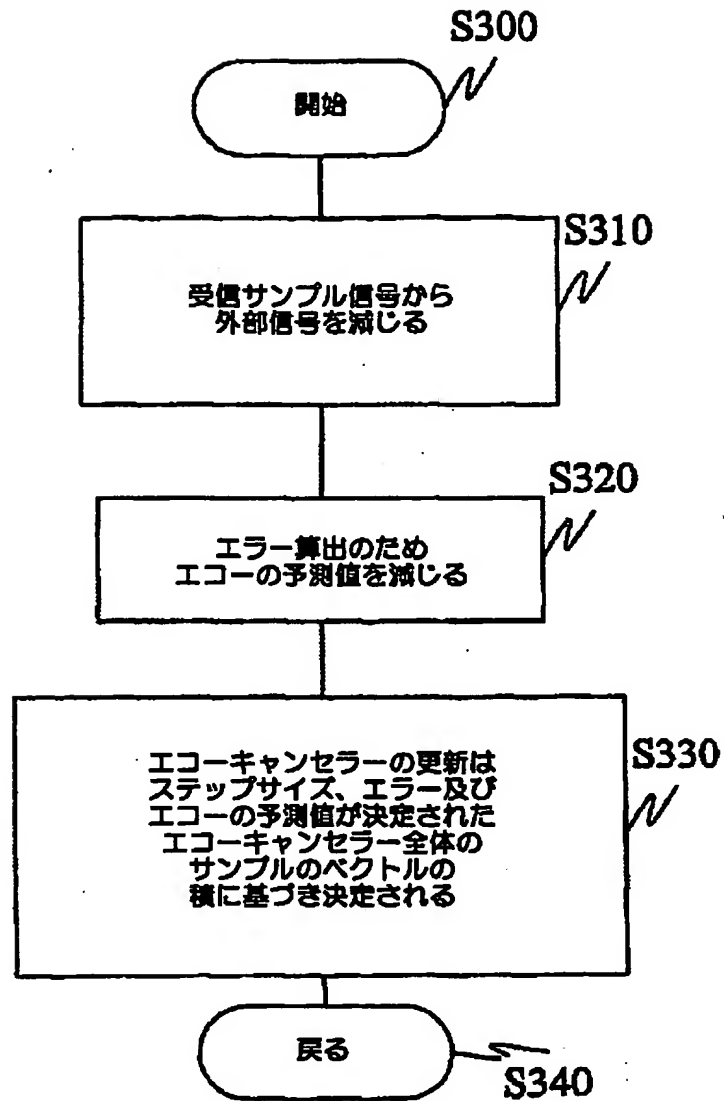 S300
開始
S310
受信サンプル信号から
外部信号を減じる
S320
エラー算出のため
エコーの予測値を減じる
S330
エコーキャンセラーの更新は
ステップサイズ、エラー及び
エコーの予測値が決定された
エコーキャンセラー全体の
サンプルのベクトルの
積に基づき決定される
戻る
S340